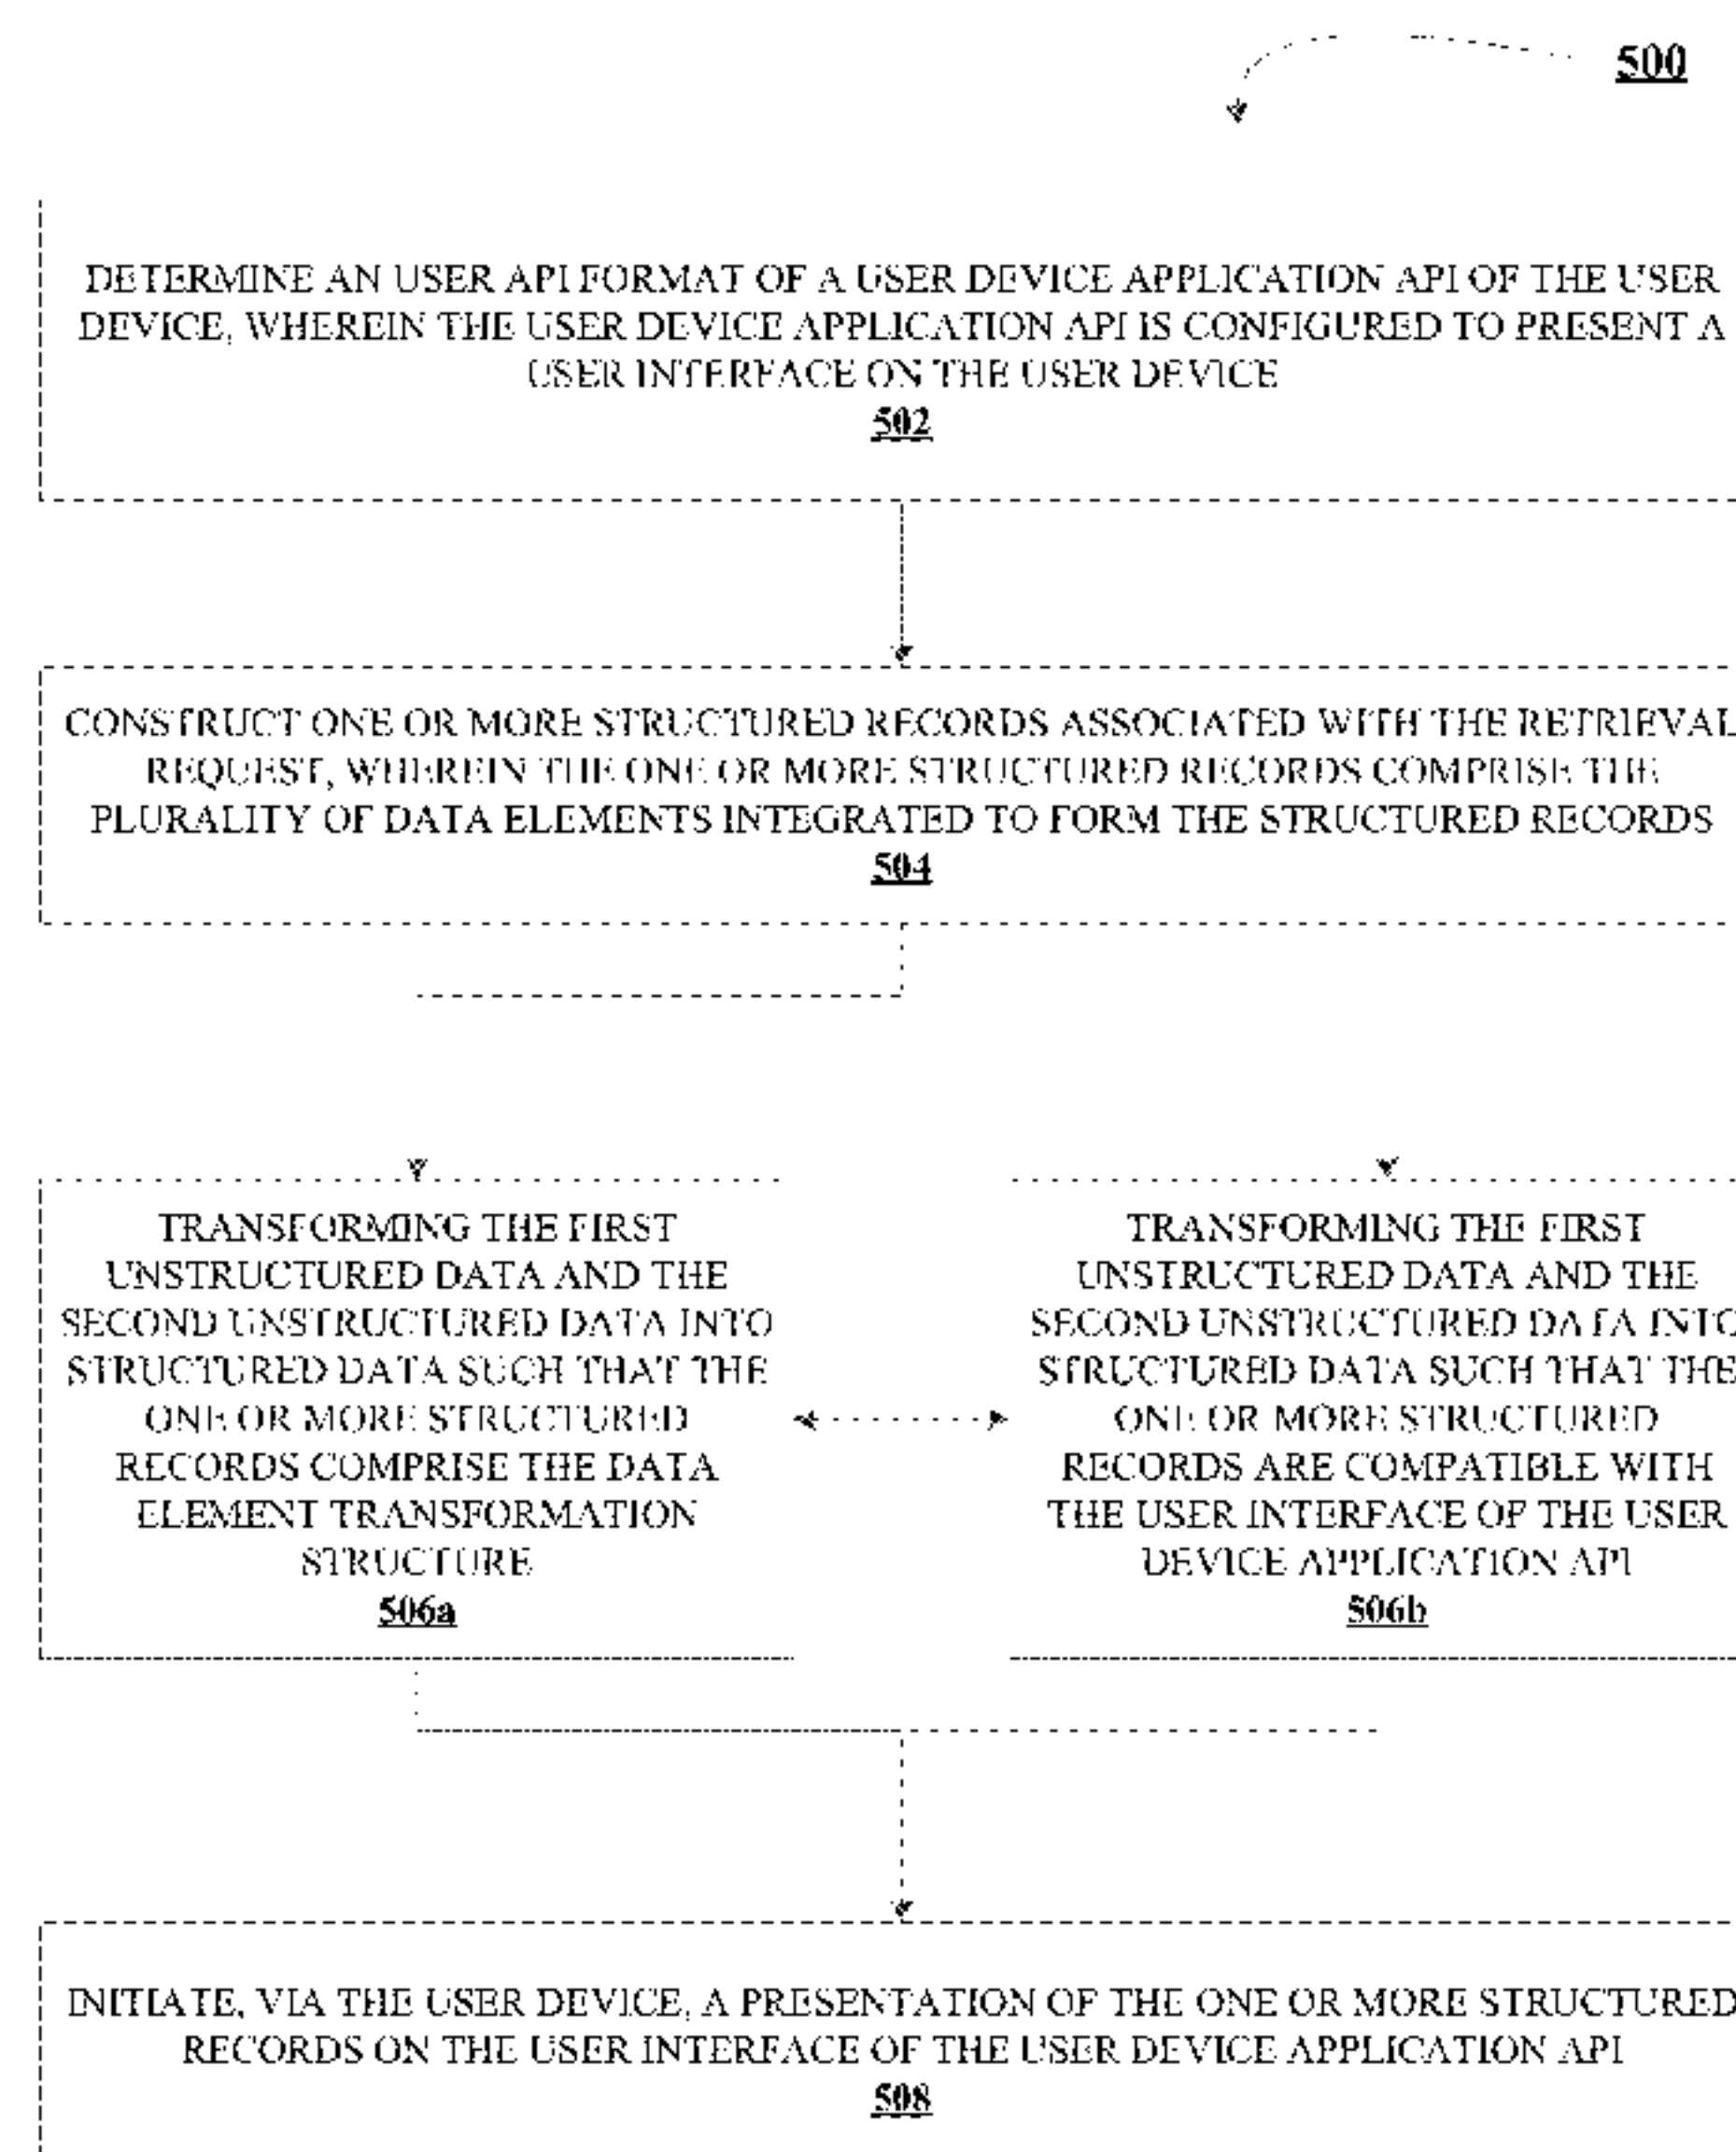 500
DETERMINE AN USER API FORMAT OF A USER DEVICE APPLICATION API OF THE USER
DEVICE, WHEREIN THE USER DEVICE APPLICATION API IS CONFIGURED TO PRESENT A
USER INTERFACE ON THE USER DEVICE
502
CONSTRUCT ONE OR MORE STRUCTURED RECORDS ASSOCIATED WITH THE RETRIEVAL
REQUEST, WHEREIN THE ONE OR MORE STRUCTURED RECORDS COMPRISE THE
PLURALITY OF DATA ELEMENTS INTEGRATED TO FORM THE STRUCTURED RECORDS
504
TRANSFORMING THE FIRST
UNSTRUCTURED DATA AND THE
SECOND UNSTRUCTURED DATA INTO
STRUCTURED DATA SUCH THAT THE
ONE OR MORE STRUCTURED
RECORDS COMPRISE THE DATA
ELEMENT TRANSFORMATION
STRUCTURE
506a
TRANSFORMING THE FIRST
UNSTRUCTURED DATA AND THE
SECOND UNSTRUCTURED DATA INTO
STRUCTURED DATA SUCH THAT THE
ONE OR MORE STRUCTURED
RECORDS ARE COMPATIBLE WITH
THE USER INTERFACE OF THE USER
DEVICE APPLICATION API
506b
INITIATE, VIA THE USER DEVICE, A PRESENTATION OF THE ONE OR MORE STRUCTURED
RECORDS ON THE USER INTERFACE OF THE USER DEVICE APPLICATION API
508